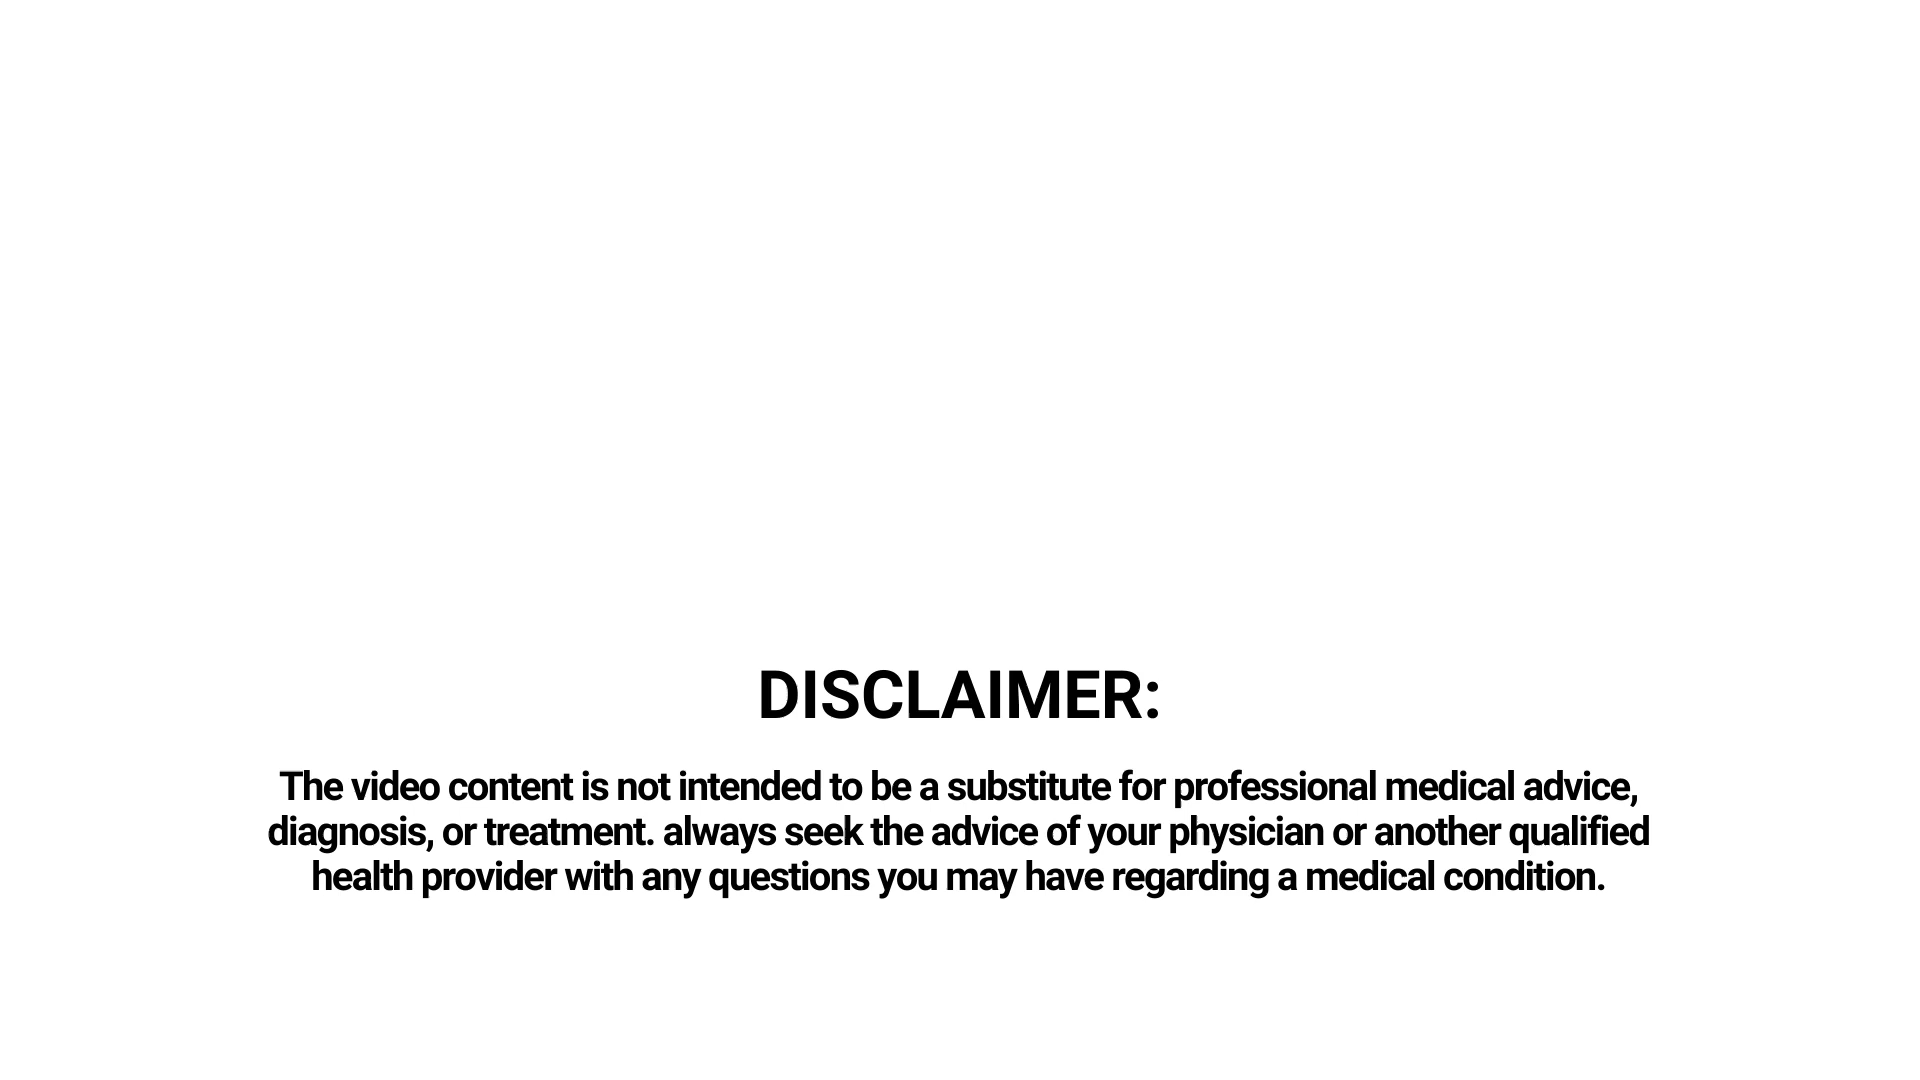 DISCLAIMER:
The video content is not intended to be a substitute for professional medical advice,
diagnosis, or treatment. always seek the advice of your physician or another qualified
health provider with any questions you may have regarding a medical condition.